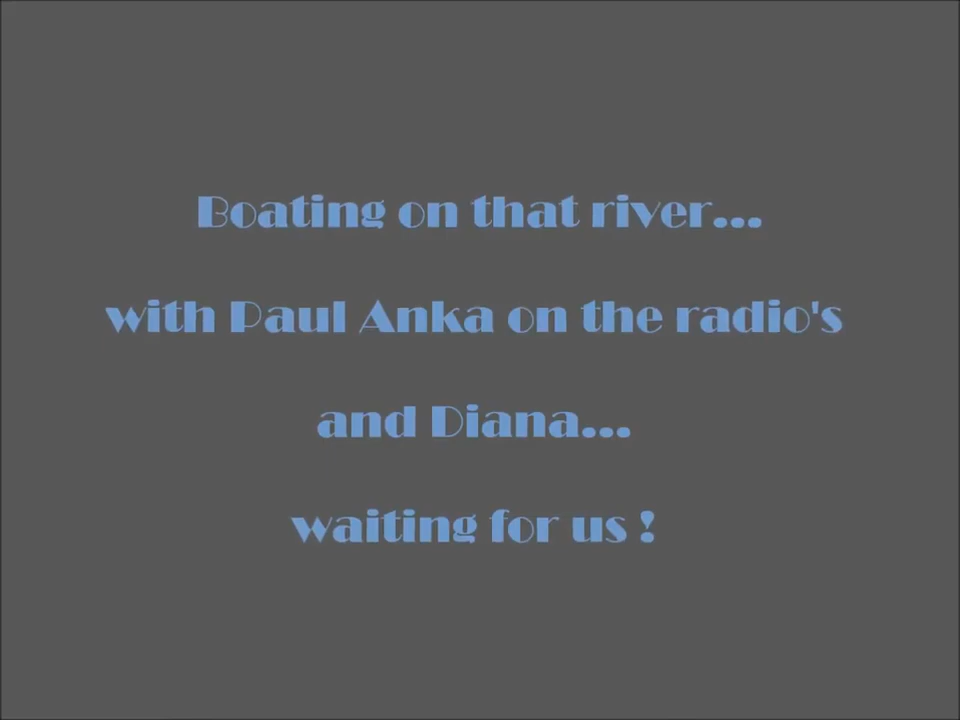 Boating on that river...
with Paul Anka on the radio's
and Diana...
waiting for us !